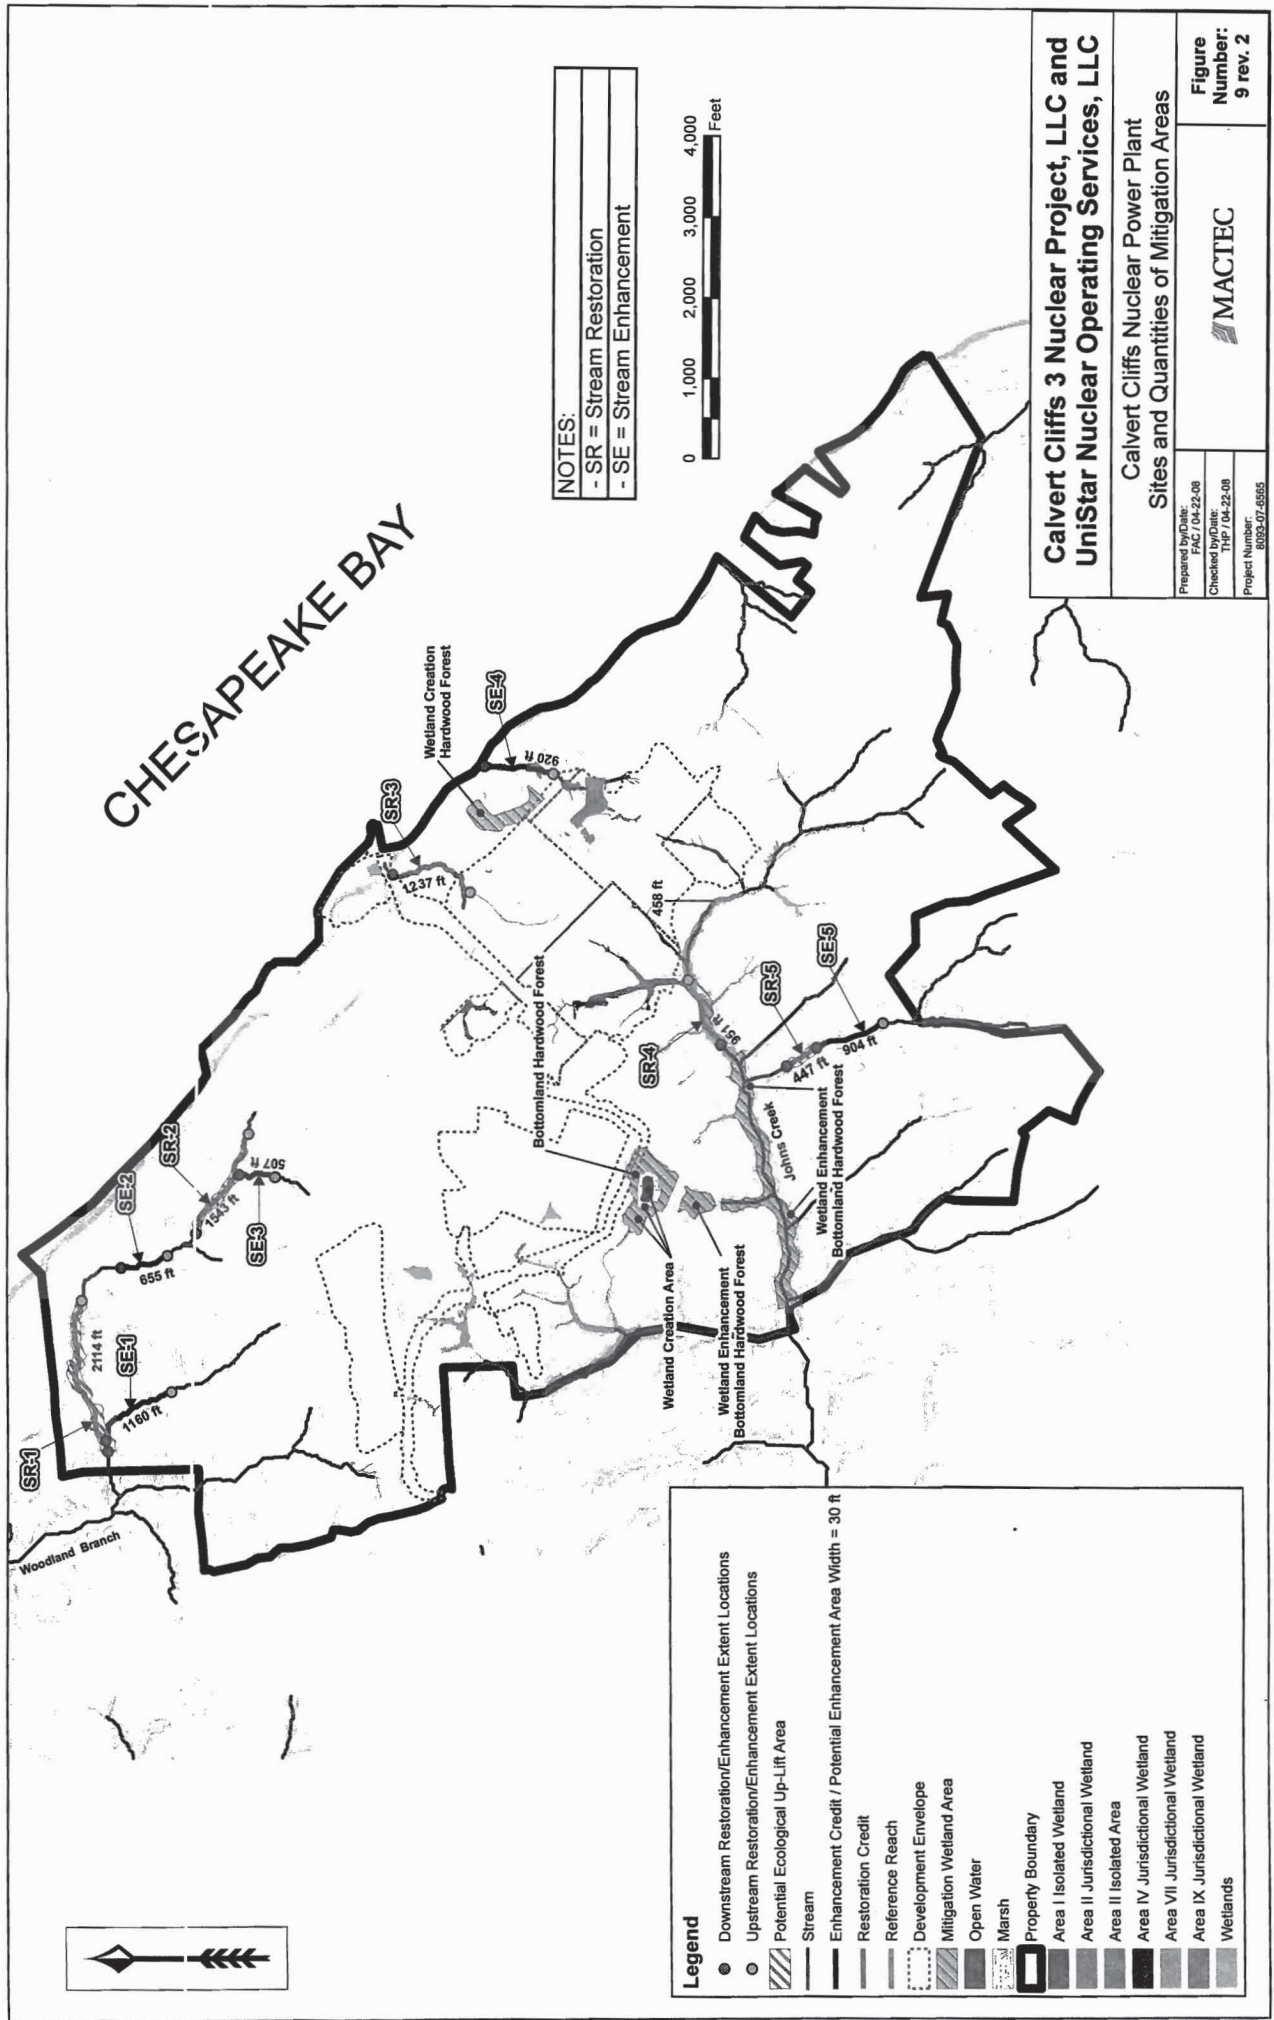 CHESAPEAKE BAY
NOTES:
- SR = Stream Restoration
- SE = Stream Enhancement
0 1,000 2,000 3,000 4,000
Feet
Woodland Branch
SR-1
2114 ft
SE-1
1160 ft
SE-2
655 ft
SR-2
1543 ft
SE-3
507 ft
SR-3
1237 ft
Wetland Creation
Hardwood Forest
SE-4
920 ft
Bottomland Hardwood Forest
458 ft
SR-4
951 ft
SR-5
447 ft
SE-5
904 ft
Johns Creek
Wetland Enhancement
Bottomland Hardwood Forest
Wetland Creation Area
Wetland Enhancement
Bottomland Hardwood Forest
Legend
Downstream Restoration/Enhancement Extent Locations
Upstream Restoration/Enhancement Extent Locations
Potential Ecological Up-Lift Area
Stream
Enhancement Credit / Potential Enhancement Area Width = 30 ft
Restoration Credit
Reference Reach
Development Envelope
Mitigation Wetland Area
Open Water
Marsh
Property Boundary
Area I Isolated Wetland
Area II Jurisdictional Wetland
Area II Isolated Area
Area IV Jurisdictional Wetland
Area VII Jurisdictional Wetland
Area IX Jurisdictional Wetland
Wetlands
Calvert Cliffs 3 Nuclear Project, LLC and
UniStar Nuclear Operating Services, LLC
Calvert Cliffs Nuclear Power Plant
Sites and Quantities of Mitigation Areas
Prepared by/Date:
FAC / 04-22-08
Checked by/Date:
THP / 04-22-08
Project Number:
6093-07-6565
MACTEC
Figure
Number:
9 rev. 2